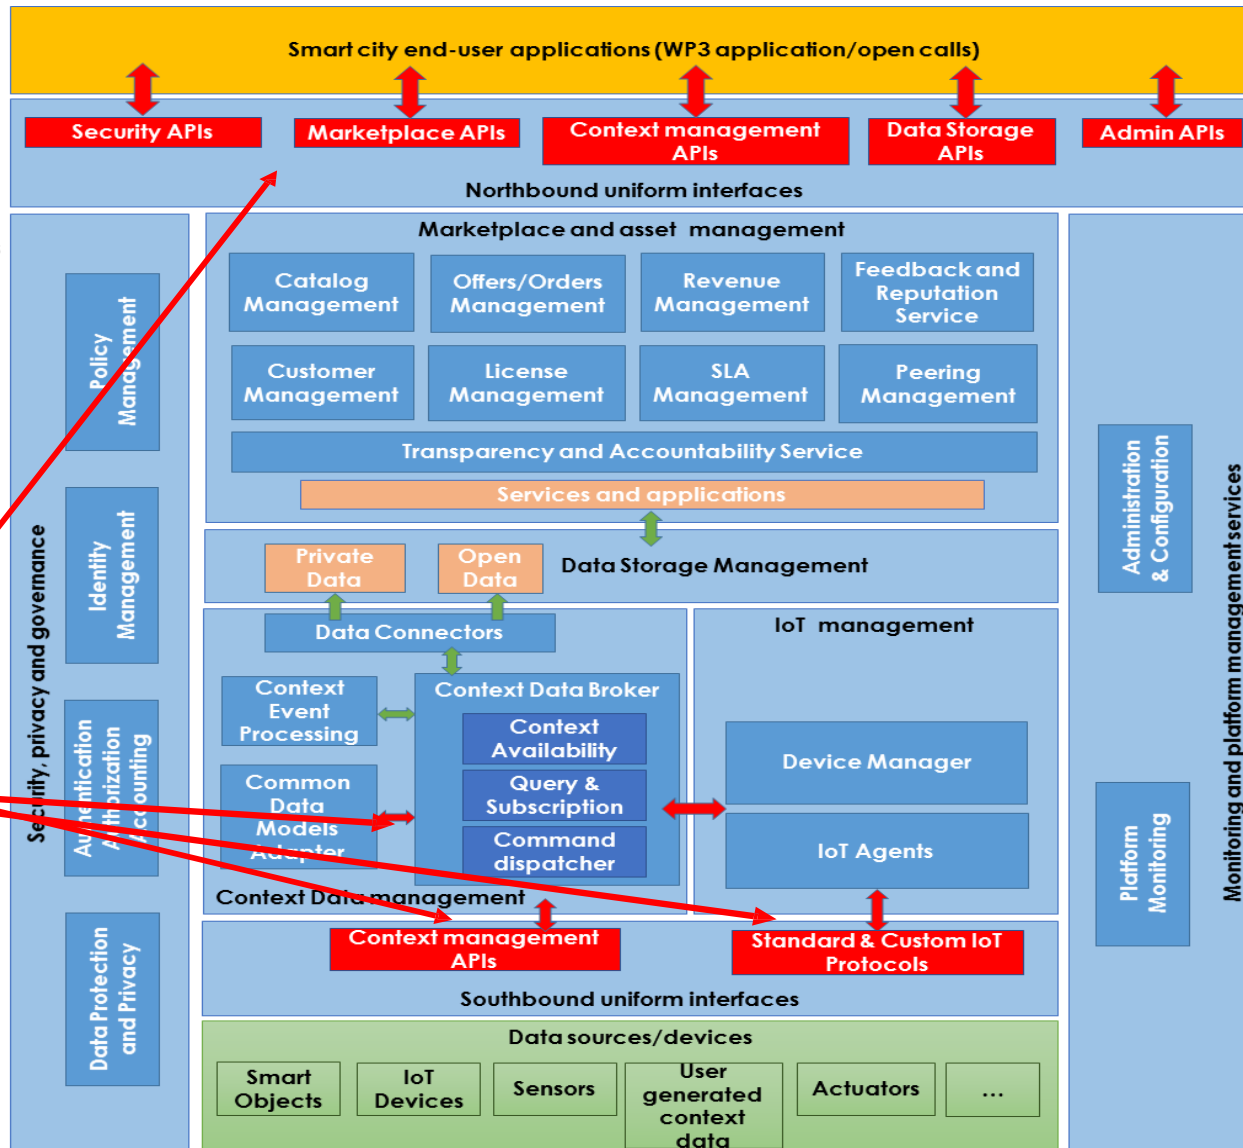 Smart city end-user applications (WP3 application/open calls)
Security APIs
Marketplace APIs
Context management
APIs
Data Storage
APIs
Admin APIs
Northbound uniform interfaces
Security, privacy and governance
Policy
Management
Identity
Management
Authentication
Authorization
Accounting
Data Protection
and Privacy
Marketplace and asset management
Catalog
Management
Offers/Orders
Management
Revenue
Management
Feedback and
Reputation
Service
Customer
Management
License
Management
SLA
Management
Peering
Management
Transparency and Accountability Service
Services and applications
Private
Data
Open
Data
Data Storage Management
Data Connectors
Context
Event
Processing
Common
Data
Models
Adapter
Context Data Broker
Context
Availability
Query &
Subscription
Command
dispatcher
Context Data management
IoT management
Device Manager
IoT Agents
Context management
APIs
Standard & Custom IoT
Protocols
Southbound uniform interfaces
Data sources/devices
Smart
Objects
IoT
Devices
Sensors
User
generated
context
data
Actuators
...
Administration
& Configuration
Platform
Monitoring
Monitoring and platform management services